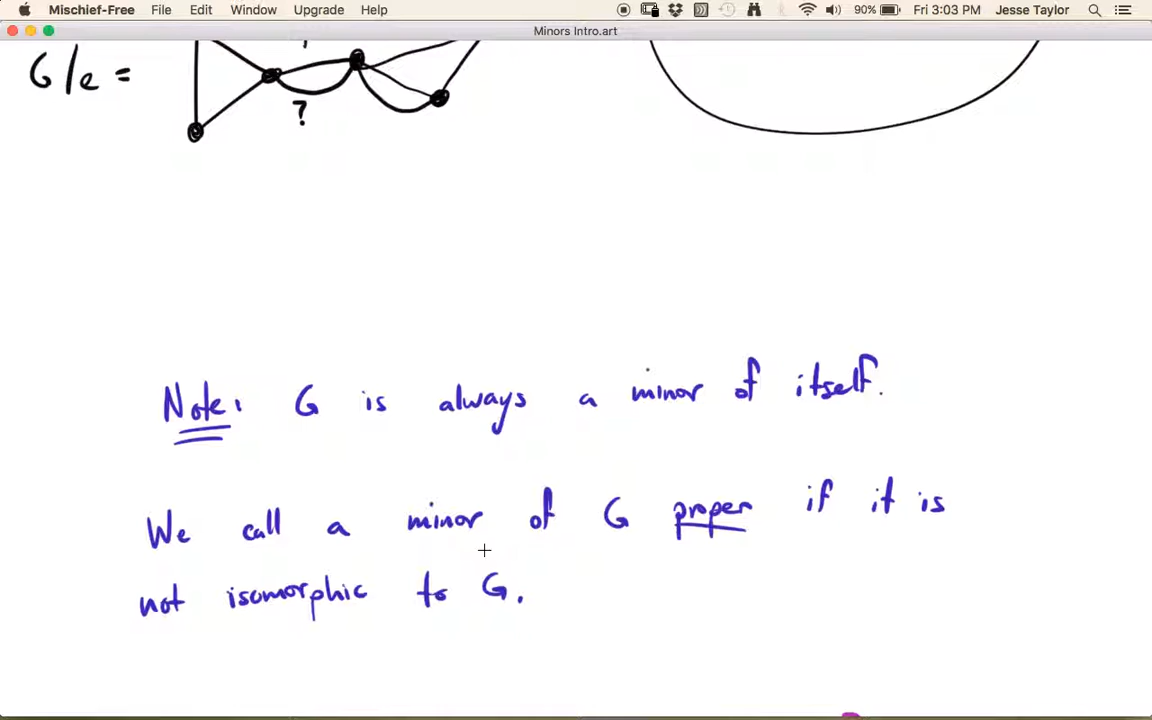 Mischief-Free File Edit Window Upgrade Help 90% Fri 3:03 PM Jesse Taylor
Minors Intro.art
G/e =
?
Note: G is always a minor of itself.
We call a minor of G proper if it is
not isomorphic to G.